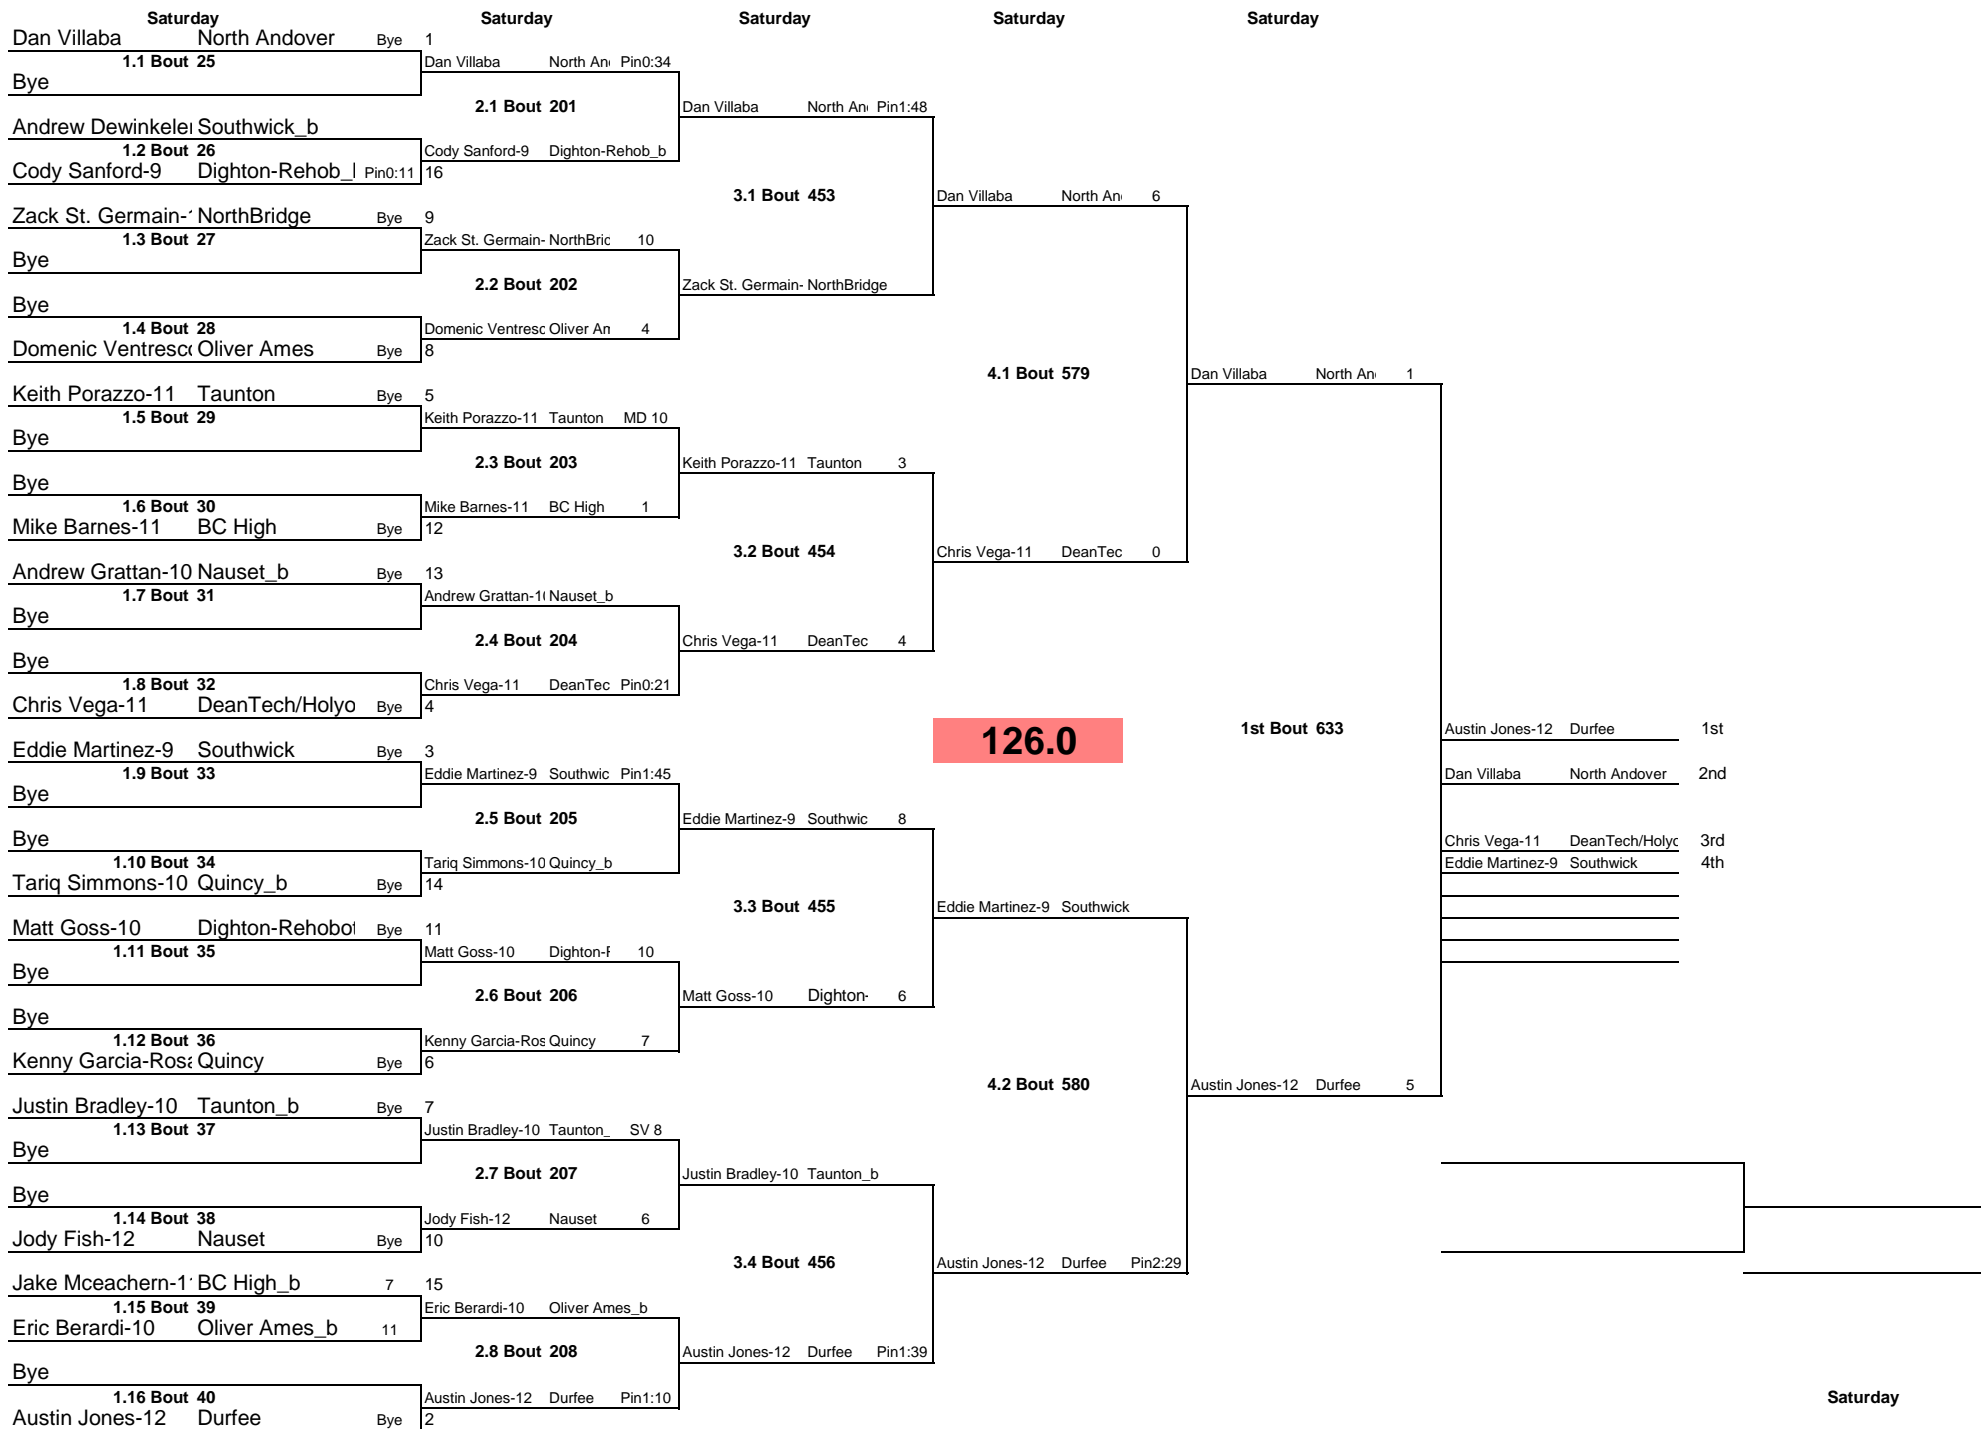 Saturday Saturday Saturday Saturday Saturday
Dan Villaba North Andover Bye 1
1.1 Bout 25
Dan Villaba North An Pin0:34
Bye
2.1 Bout 201
Dan Villaba North An Pin1:48
Andrew Dewinkeler Southwick_b
1.2 Bout 26
Cody Sanford-9 Dighton-Rehob_b
Cody Sanford-9 Dighton-Rehob_ Pin0:11 16
3.1 Bout 453
Dan Villaba North An 6
Zack St. Germain- NorthBridge Bye 9
1.3 Bout 27
Zack St. Germain- NorthBric 10
Bye
2.2 Bout 202
Zack St. Germain- NorthBridge
Bye
1.4 Bout 28
Domenic Ventresc Oliver Am 4
Domenic Ventresco Oliver Ames Bye 8
4.1 Bout 579
Dan Villaba North An 1
Keith Porazzo-11 Taunton Bye 5
1.5 Bout 29
Keith Porazzo-11 Taunton MD 10
Bye
2.3 Bout 203
Keith Porazzo-11 Taunton 3
Bye
1.6 Bout 30
Mike Barnes-11 BC High 1
Mike Barnes-11 BC High Bye 12
3.2 Bout 454
Chris Vega-11 DeanTec 0
Andrew Grattan-10 Nauset_b Bye 13
1.7 Bout 31
Andrew Grattan-1 Nauset_b
Bye
2.4 Bout 204
Chris Vega-11 DeanTec 4
Bye
1.8 Bout 32
Chris Vega-11 DeanTec Pin0:21
Chris Vega-11 DeanTech/Holyo Bye 4
126.0
1st Bout 633
Austin Jones-12 Durfee 1st
Eddie Martinez-9 Southwick Bye 3
1.9 Bout 33
Eddie Martinez-9 Southwic Pin1:45
Dan Villaba North Andover 2nd
Bye
2.5 Bout 205
Eddie Martinez-9 Southwic 8
Bye
Chris Vega-11 DeanTech/Holyc 3rd
1.10 Bout 34
Tariq Simmons-10 Quincy_b
Eddie Martinez-9 Southwick 4th
Tariq Simmons-10 Quincy_b Bye 14
3.3 Bout 455
Eddie Martinez-9 Southwick
Matt Goss-10 Dighton-Rehobot Bye 11
1.11 Bout 35
Matt Goss-10 Dighton-F 10
Bye
2.6 Bout 206
Matt Goss-10 Dighton- 6
Bye
1.12 Bout 36
Kenny Garcia-Ros Quincy 7
Kenny Garcia-Rosa Quincy Bye 6
4.2 Bout 580
Austin Jones-12 Durfee 5
Justin Bradley-10 Taunton_b Bye 7
1.13 Bout 37
Justin Bradley-10 Taunton_ SV 8
Bye
2.7 Bout 207
Justin Bradley-10 Taunton_b
Bye
1.14 Bout 38
Jody Fish-12 Nauset 6
Jody Fish-12 Nauset Bye 10
3.4 Bout 456
Austin Jones-12 Durfee Pin2:29
Jake Mceachern-1 BC High_b 7 15
1.15 Bout 39
Eric Berardi-10 Oliver Ames_b
Eric Berardi-10 Oliver Ames_b 11
2.8 Bout 208
Austin Jones-12 Durfee Pin1:39
Bye
1.16 Bout 40
Austin Jones-12 Durfee Pin1:10
Saturday
Austin Jones-12 Durfee Bye 2